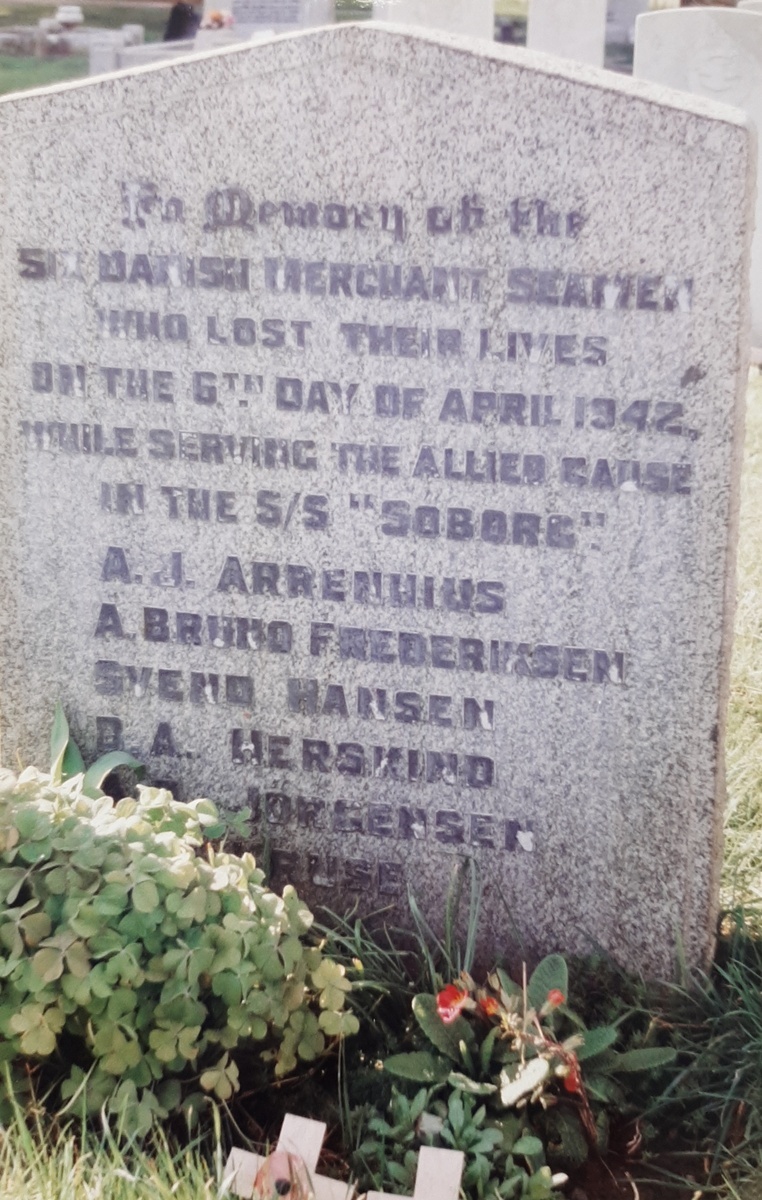 In Memory of the
SIX DANISH MERCHANT SEAMEN
WHO LOST THEIR LIVES
ON THE 6TH. DAY OF APRIL 1942.,
WHILE SERVING THE ALLIED CAUSE
IN THE S/S "SOBORG".
A. J. ARRENHIUS
A. BRUNO FREDERIKSEN
SVEND HANSEN
B. A. HERSKIND
JORGENSEN